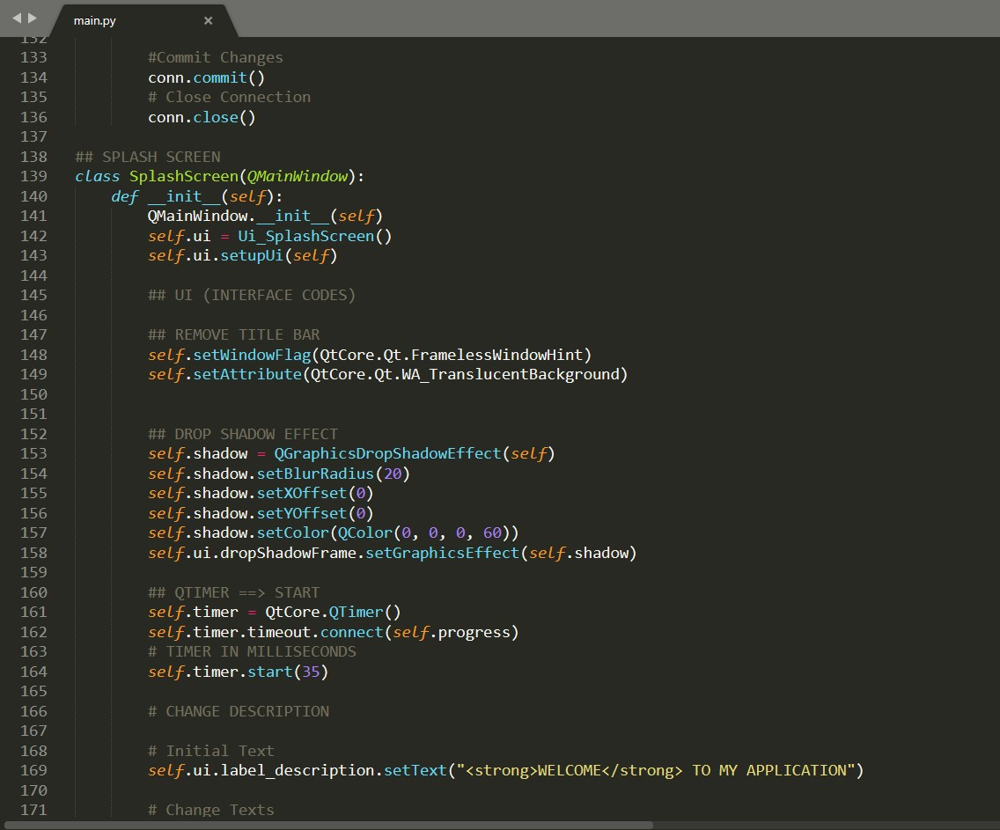 main.py
132
133 #Commit Changes
134 conn.commit()
135 # Close Connection
136 conn.close()
137
138 ## SPLASH SCREEN
139 class SplashScreen(QMainWindow):
140 def __init__(self):
141 QMainWindow.__init__(self)
142 self.ui = Ui_SplashScreen()
143 self.ui.setupUi(self)
144
145 ## UI (INTERFACE CODES)
146
147 ## REMOVE TITLE BAR
148 self.setWindowFlag(QtCore.Qt.FramelessWindowHint)
149 self.setAttribute(QtCore.Qt.WA_TranslucentBackground)
150
151
152 ## DROP SHADOW EFFECT
153 self.shadow = QGraphicsDropShadowEffect(self)
154 self.shadow.setBlurRadius(20)
155 self.shadow.setXOffset(0)
156 self.shadow.setYOffset(0)
157 self.shadow.setColor(QColor(0, 0, 0, 60))
158 self.ui.dropShadowFrame.setGraphicsEffect(self.shadow)
159
160 ## QTIMER ==> START
161 self.timer = QtCore.QTimer()
162 self.timer.timeout.connect(self.progress)
163 # TIMER IN MILLISECONDS
164 self.timer.start(35)
165
166 # CHANGE DESCRIPTION
167
168 # Initial Text
169 self.ui.label_description.setText("<strong>WELCOME</strong> TO MY APPLICATION")
170
171 # Change Texts